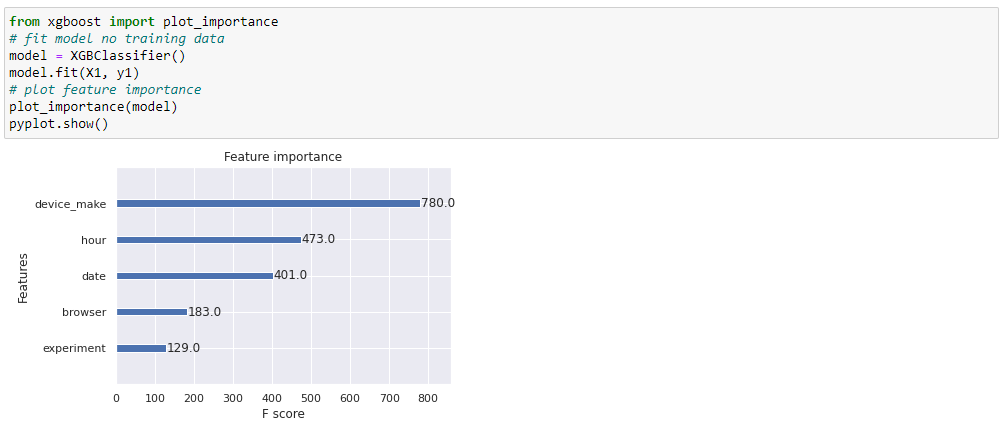 from xgboost import plot_importance
# fit model no training data
model = XGBClassifier()
model.fit(X1, y1)
# plot feature importance
plot_importance(model)
pyplot.show()
Feature importance
device_make 780.0
hour 473.0
date 401.0
browser 183.0
experiment 129.0
Features
0 100 200 300 400 500 600 700 800
F score